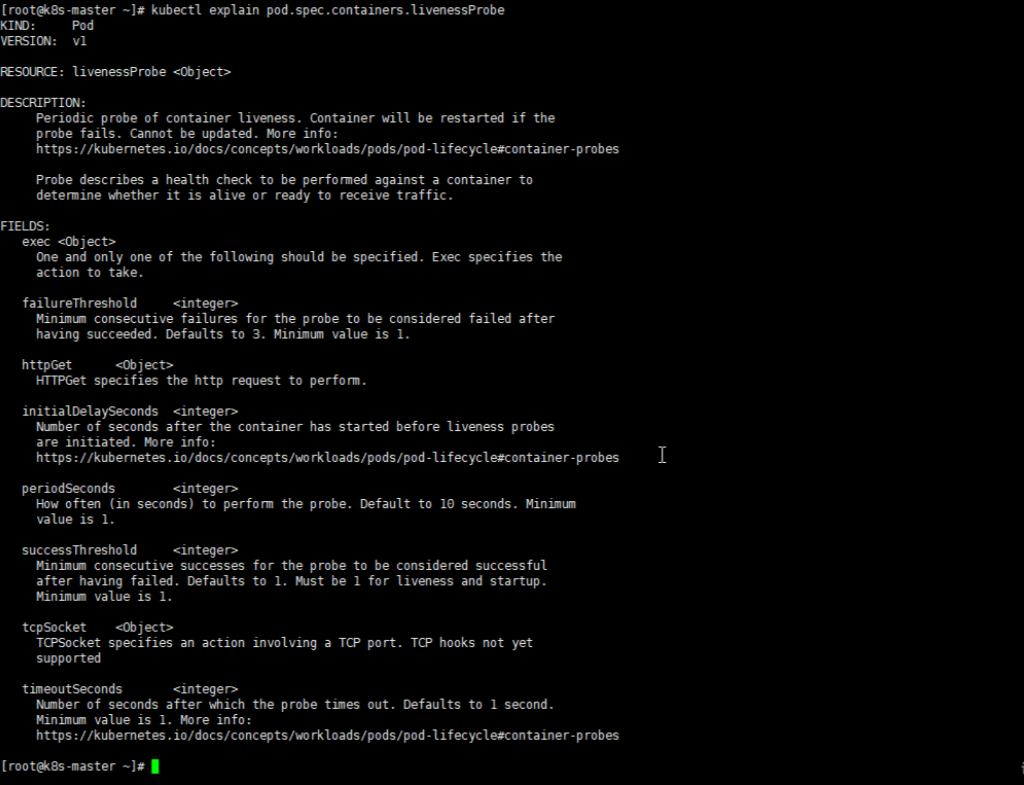 [root@k8s-master ~]# kubectl explain pod.spec.containers.livenessProbe
KIND:     Pod
VERSION:  v1

RESOURCE: livenessProbe <Object>

DESCRIPTION:
     Periodic probe of container liveness. Container will be restarted if the
     probe fails. Cannot be updated. More info:
     https://kubernetes.io/docs/concepts/workloads/pods/pod-lifecycle#container-probes

     Probe describes a health check to be performed against a container to
     determine whether it is alive or ready to receive traffic.

FIELDS:
   exec <Object>
     One and only one of the following should be specified. Exec specifies the
     action to take.

   failureThreshold     <integer>
     Minimum consecutive failures for the probe to be considered failed after
     having succeeded. Defaults to 3. Minimum value is 1.

   httpGet      <Object>
     HTTPGet specifies the http request to perform.

   initialDelaySeconds  <integer>
     Number of seconds after the container has started before liveness probes
     are initiated. More info:
     https://kubernetes.io/docs/concepts/workloads/pods/pod-lifecycle#container-probes

   periodSeconds        <integer>
     How often (in seconds) to perform the probe. Default to 10 seconds. Minimum
     value is 1.

   successThreshold     <integer>
     Minimum consecutive successes for the probe to be considered successful
     after having failed. Defaults to 1. Must be 1 for liveness and startup.
     Minimum value is 1.

   tcpSocket    <Object>
     TCPSocket specifies an action involving a TCP port. TCP hooks not yet
     supported

   timeoutSeconds       <integer>
     Number of seconds after which the probe times out. Defaults to 1 second.
     Minimum value is 1. More info:
     https://kubernetes.io/docs/concepts/workloads/pods/pod-lifecycle#container-probes

[root@k8s-master ~]#